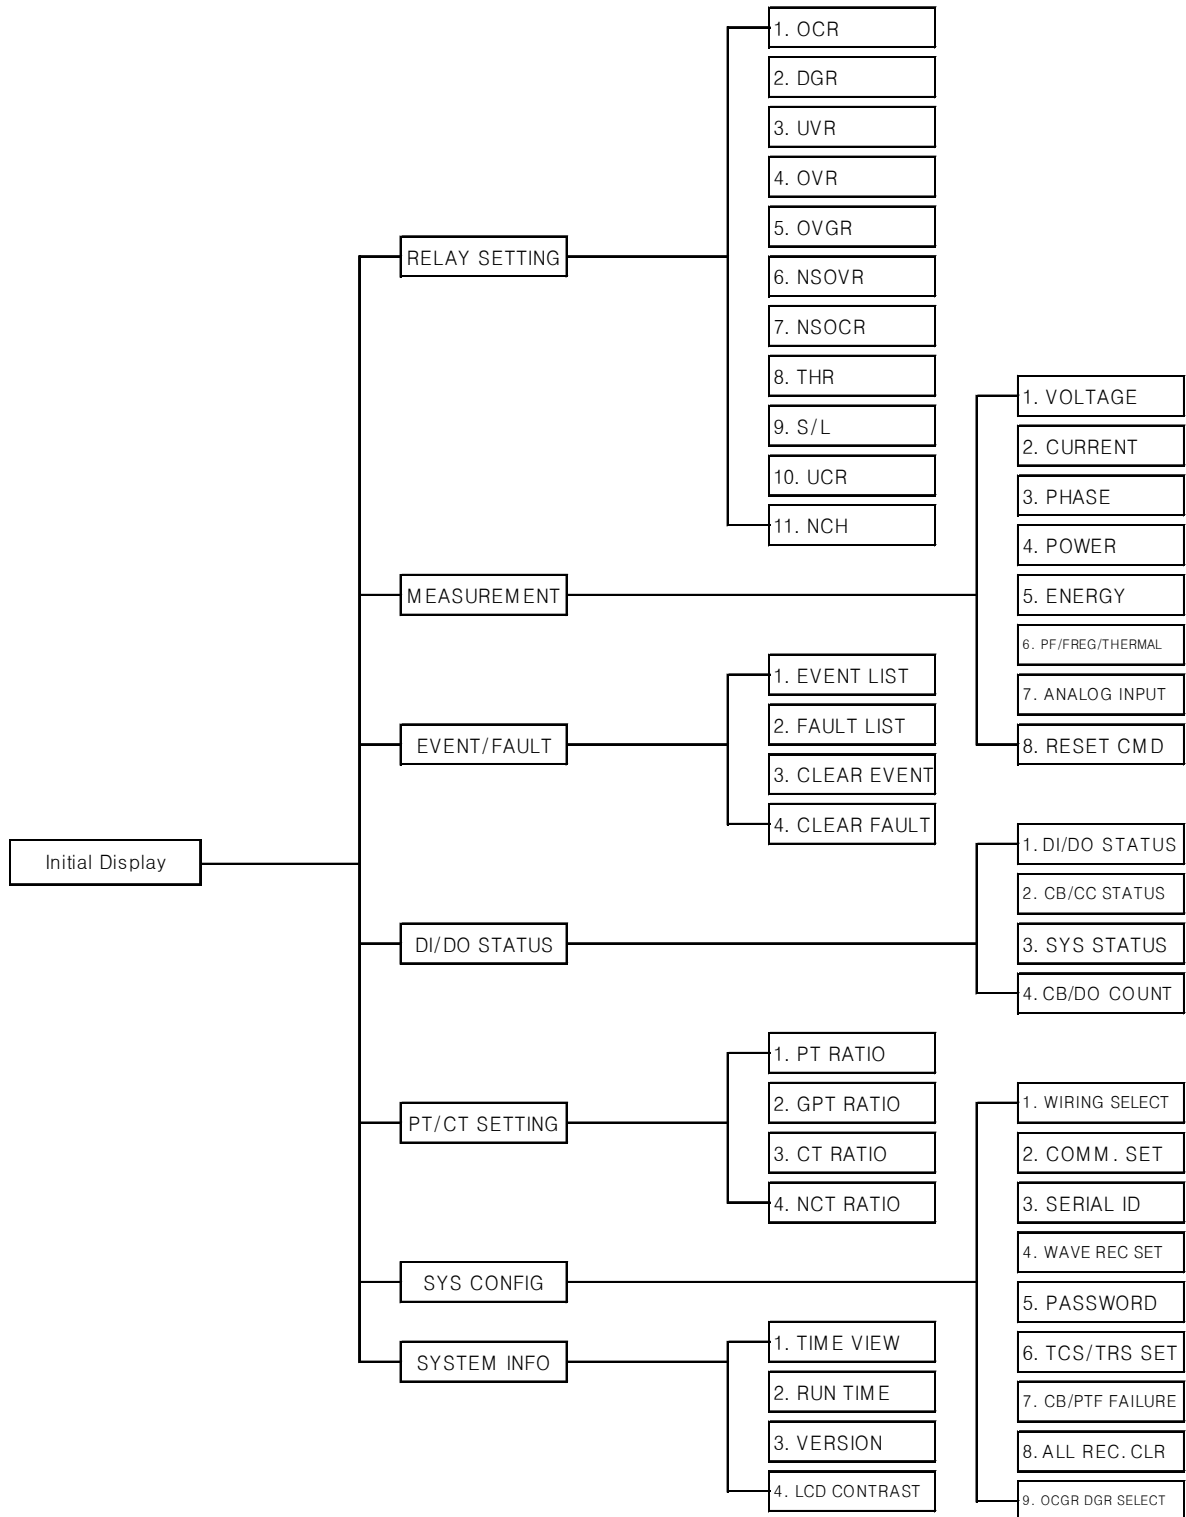 Initial Display
RELAY SETTING
1. OCR
2. DGR
3. UVR
4. OVR
5. OVGR
6. NSOVR
7. NSOCR
8. THR
9. S/L
10. UCR
11. NCH
MEASUREMENT
1. VOLTAGE
2. CURRENT
3. PHASE
4. POWER
5. ENERGY
6. PF/FREG/THERMAL
7. ANALOG INPUT
8. RESET CMD
EVENT/FAULT
1. EVENT LIST
2. FAULT LIST
3. CLEAR EVENT
4. CLEAR FAULT
DI/DO STATUS
1. DI/DO STATUS
2. CB/CC STATUS
3. SYS STATUS
4. CB/DO COUNT
PT/CT SETTING
1. PT RATIO
2. GPT RATIO
3. CT RATIO
4. NCT RATIO
SYS CONFIG
1. WIRING SELECT
2. COMM. SET
3. SERIAL ID
4. WAVE REC SET
5. PASSWORD
6. TCS/TRS SET
7. CB/PTF FAILURE
8. ALL REC. CLR
9. OCGR DGR SELECT
SYSTEM INFO
1. TIME VIEW
2. RUN TIME
3. VERSION
4. LCD CONTRAST